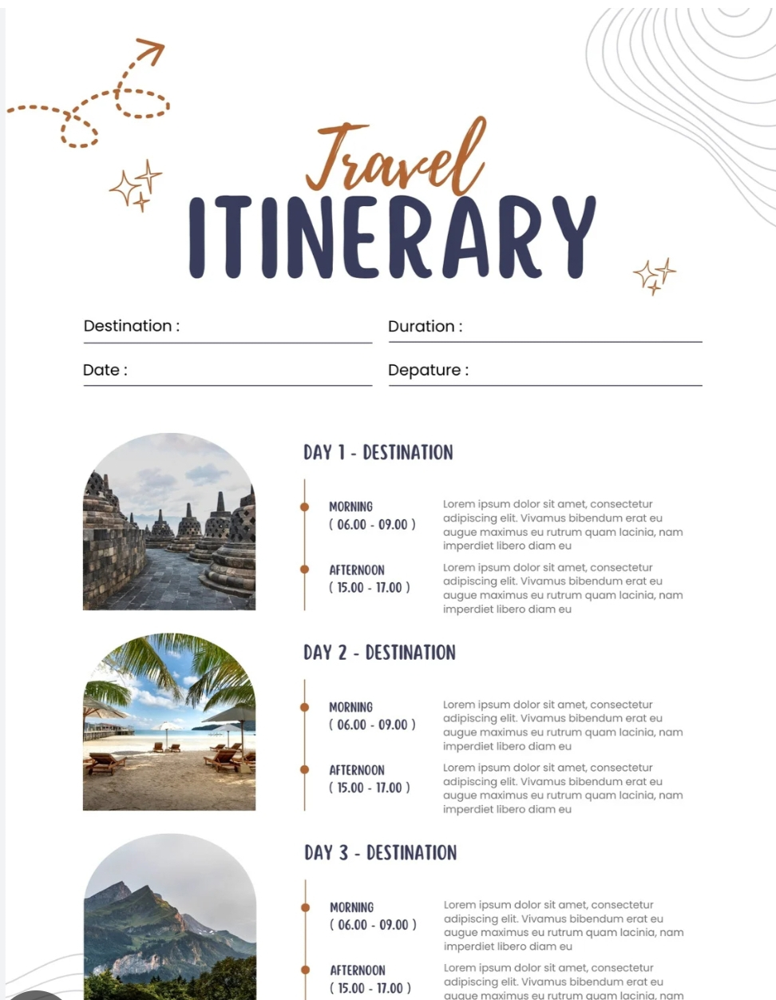 Travel
ITINERARY
Destination :
Duration :
Date :
Depature :
DAY 1 - DESTINATION
MORNING
( 06.00 - 09.00 )
Lorem ipsum dolor sit amet, consectetur
adipiscing elit. Vivamus bibendum erat eu
augue maximus eu rutrum quam lacinia, nam
imperdiet libero diam eu
AFTERNOON
( 15.00 - 17.00 )
Lorem ipsum dolor sit amet, consectetur
adipiscing elit. Vivamus bibendum erat eu
augue maximus eu rutrum quam lacinia, nam
imperdiet libero diam eu
DAY 2 - DESTINATION
MORNING
( 06.00 - 09.00 )
Lorem ipsum dolor sit amet, consectetur
adipiscing elit. Vivamus bibendum erat eu
augue maximus eu rutrum quam lacinia, nam
imperdiet libero diam eu
AFTERNOON
( 15.00 - 17.00 )
Lorem ipsum dolor sit amet, consectetur
adipiscing elit. Vivamus bibendum erat eu
augue maximus eu rutrum quam lacinia, nam
imperdiet libero diam eu
DAY 3 - DESTINATION
MORNING
( 06.00 - 09.00 )
Lorem ipsum dolor sit amet, consectetur
adipiscing elit. Vivamus bibendum erat eu
augue maximus eu rutrum quam lacinia, nam
imperdiet libero diam eu
AFTERNOON
( 15.00 - 17.00 )
Lorem ipsum dolor sit amet, consectetur
adipiscing elit. Vivamus bibendum erat eu
augue maximus eu rutrum quam lacinia, nam